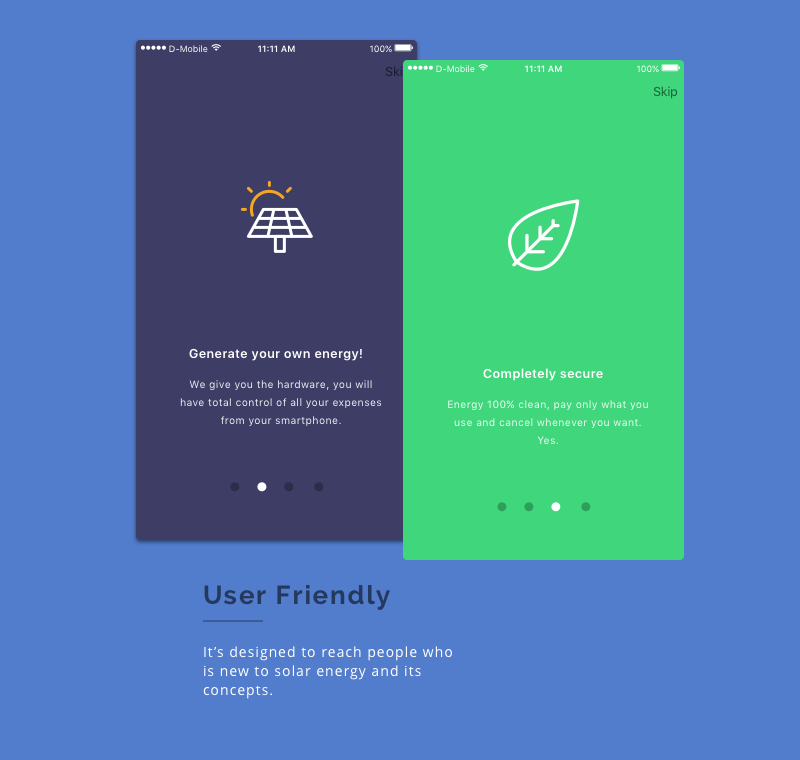 D-Mobile 11:11 AM 100%
Generate your own energy!
We give you the hardware, you will
have total control of all your expenses
from your smartphone.
D-Mobile 11:11 AM 100%
Skip
Completely secure
Energy 100% clean, pay only what you
use and cancel whenever you want.
Yes.
User Friendly
It’s designed to reach people who
is new to solar energy and its
concepts.